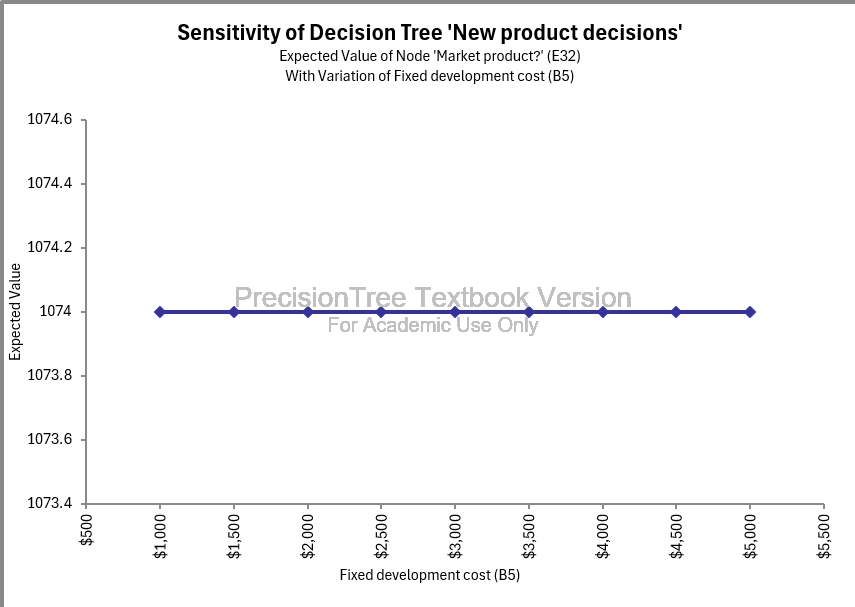 Sensitivity of Decision Tree 'New product decisions'
Expected Value of Node 'Market product?' (E32)
With Variation of Fixed development cost (B5)
1074.6
1074.4
1074.2
1074
1073.8
1073.6
1073.4
Expected Value
PrecisionTree Textbook Version
For Academic Use Only
$500
$1,000
$1,500
$2,000
$2,500
$3,000
$3,500
$4,000
$4,500
$5,000
$5,500
Fixed development cost (B5)